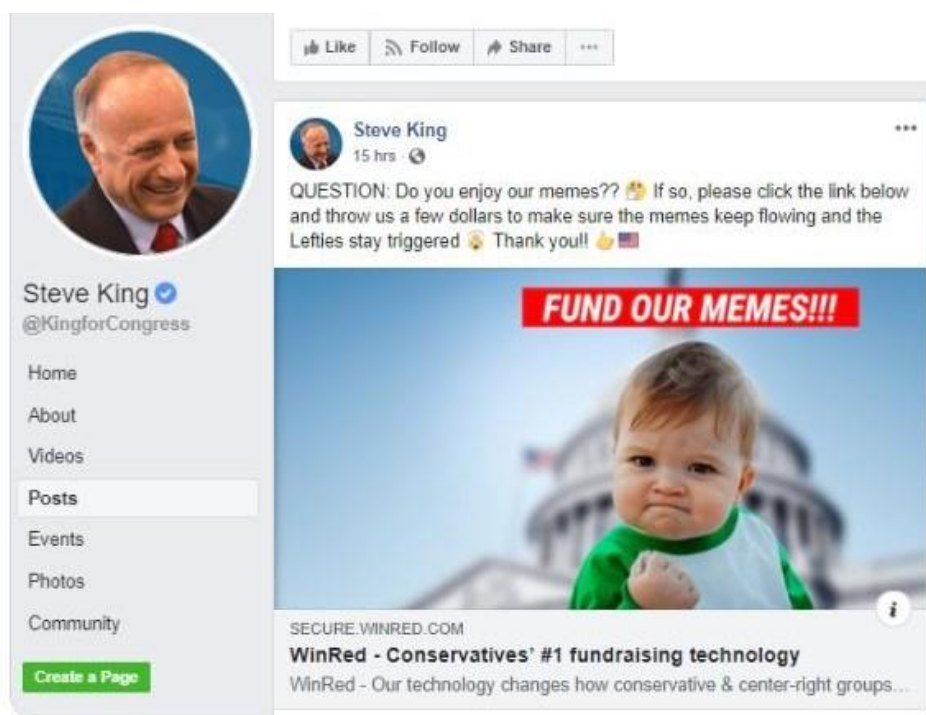 Like Follow Share ...
Steve King
15 hrs
QUESTION: Do you enjoy our memes?? 🤔 If so, please click the link below
and throw us a few dollars to make sure the memes keep flowing and the
Lefties stay triggered 🤯 Thank you!! 👍🇺🇸
FUND OUR MEMES!!!
SECURE.WINRED.COM
WinRed - Conservatives' #1 fundraising technology
WinRed - Our technology changes how conservative & center-right groups...
Steve King
@KingforCongress
Home
About
Videos
Posts
Events
Photos
Community
Create a Page